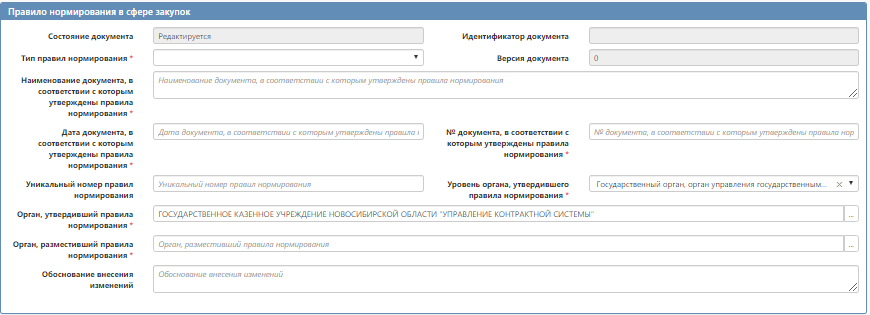 Правило нормирования в сфере закупок
Состояние документа Редактируется Идентификатор документа
Тип правил нормирования * Версия документа 0
Наименование документа, в соответствии с которым утверждены правила нормирования
соответствии с которым
утверждены правила
нормирования *
Дата документа, в Дата документа, в соответствии с которым утверждены правила № документа, в соответствии с № документа, в соответствии с которым утверждены правила нор
соответствии с которым которым утверждены правила
утверждены правила нормирования *
нормирования *
Уникальный номер правил Уникальный номер правил нормирования Уровень органа, утвердившего Государственный орган, орган управления государственным... ×
нормирования правила нормирования *
Орган, утвердивший правила ГОСУДАРСТВЕННОЕ КАЗЕННОЕ УЧРЕЖДЕНИЕ НОВОСИБИРСКОЙ ОБЛАСТИ "УПРАВЛЕНИЕ КОНТРАКТНОЙ СИСТЕМЫ" ...
нормирования *
Орган, разместивший правила Орган, разместивший правила нормирования ...
нормирования *
Обоснование внесения Обоснование внесения изменений
изменений